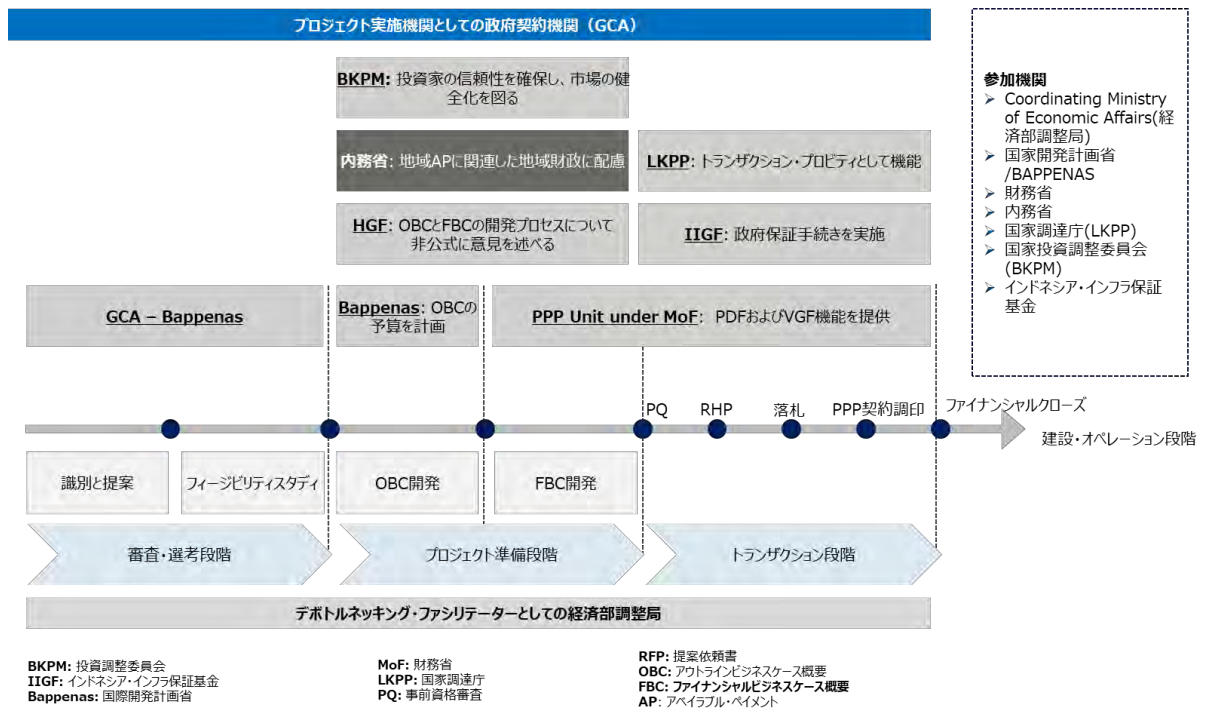 プロジェクト実施機関としての政府契約機関（GCA）
BKPM: 投資家の信頼性を確保し、市場の健
全化を図る
内務省: 地域APに関連した地域財政に配慮
LKPP: トランザクション・プロビティとして機能
HGF: OBCとFBCの開発プロセスについて
非公式に意見を述べる
IIGF: 政府保証手続きを実施
GCA – Bappenas
Bappenas: OBCの
予算を計画
PPP Unit under MoF: PDFおよびVGF機能を提供
参加機関
➢ Coordinating Ministry
of Economic Affairs(経
済部調整局)
➢ 国家開発計画省
/BAPPENAS
➢ 財務省
➢ 内務省
➢ 国家調達庁(LKPP)
➢ 国家投資調整委員会
(BKPM)
➢ インドネシア・インフラ保証
基金
PQ
RHP
落札
PPP契約調印
ファイナンシャルクローズ
建設・オペレーション段階
識別と提案
フィージビリティスタディ
OBC開発
FBC開発
審査・選考段階
プロジェクト準備段階
トランザクション段階
デボトルネッキング・ファシリテーターとしての経済部調整局
BKPM: 投資調整委員会
IIGF: インドネシア・インフラ保証基金
Bappenas: 国際開発計画省
MoF: 財務省
LKPP: 国家調達庁
PQ: 事前資格審査
RFP: 提案依頼書
OBC: アウトラインビジネスケース概要
FBC: ファイナンシャルビジネスケース概要
AP: アベイラブル・ペイメント